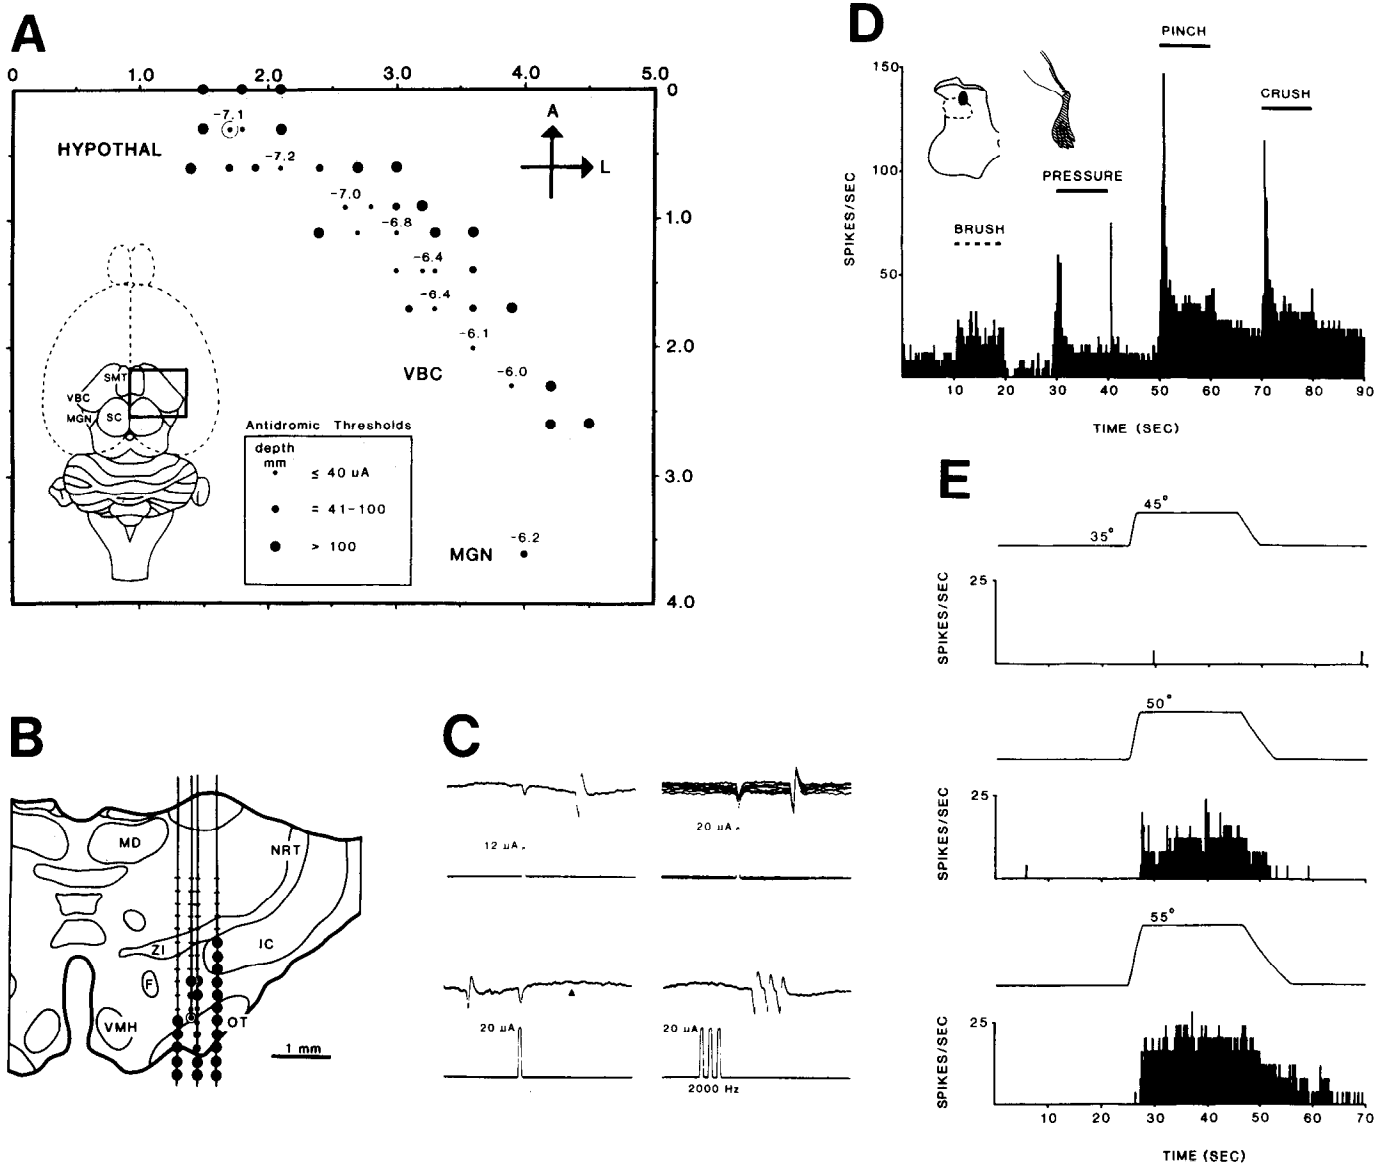 A
0 1.0 2.0 3.0 4.0 5.0
0
-7.1
HYPOTHAL
A
L
-7.2
-7.0
1.0
-6.8
-6.4
-6.4
-6.1
2.0
VBC
-6.0
SMT
VBC
MGN
SC
Antidromic Thresholds
depth
mm
≤ 40 uA
= 41-100
> 100
3.0
MGN
-6.2
4.0
B
MD
NRT
ZI
IC
F
VMH
OT
1 mm
C
12 µA
20 µA
20 µA
20 µA
2000 Hz
D
PINCH
150
CRUSH
100
PRESSURE
BRUSH
50
SPIKES/SEC
10 20 30 40 50 60 70 80 90
TIME (SEC)
E
45°
35°
25
SPIKES/SEC
50°
25
SPIKES/SEC
55°
25
SPIKES/SEC
10 20 30 40 50 60 70
TIME (SEC)